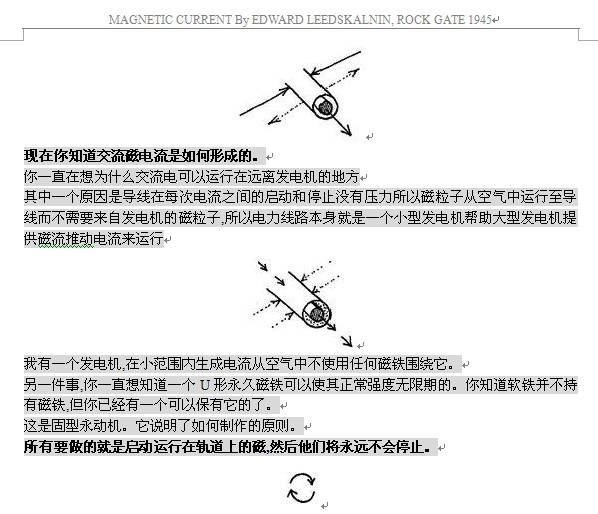 MAGNETIC CURRENT By EDWARD LEEDSKALNIN, ROCK GATE 1945
现在你知道交流磁电流是如何形成的。
你一直在想为什么交流电可以运行在远离发电机的地方
其中一个原因是导线在每次电流之间的启动和停止没有压力所以磁粒子从空气中运行至导
线而不需要来自发电机的磁粒子,所以电力线路本身就是一个小型发电机帮助大型发电机提
供磁流推动电流来运行
我有一个发电机,在小范围内生成电流从空气中不使用任何磁铁围绕它。
另一件事,你一直想知道一个 U 形永久磁铁可以使其正常强度无限期的。你知道软铁并不持
有磁铁,但你已经有一个可以保有它的了。
这是固型永动机。它说明了如何制作的原则。
所有要做的就是启动运行在轨道上的磁,然后他们将永远不会停止。